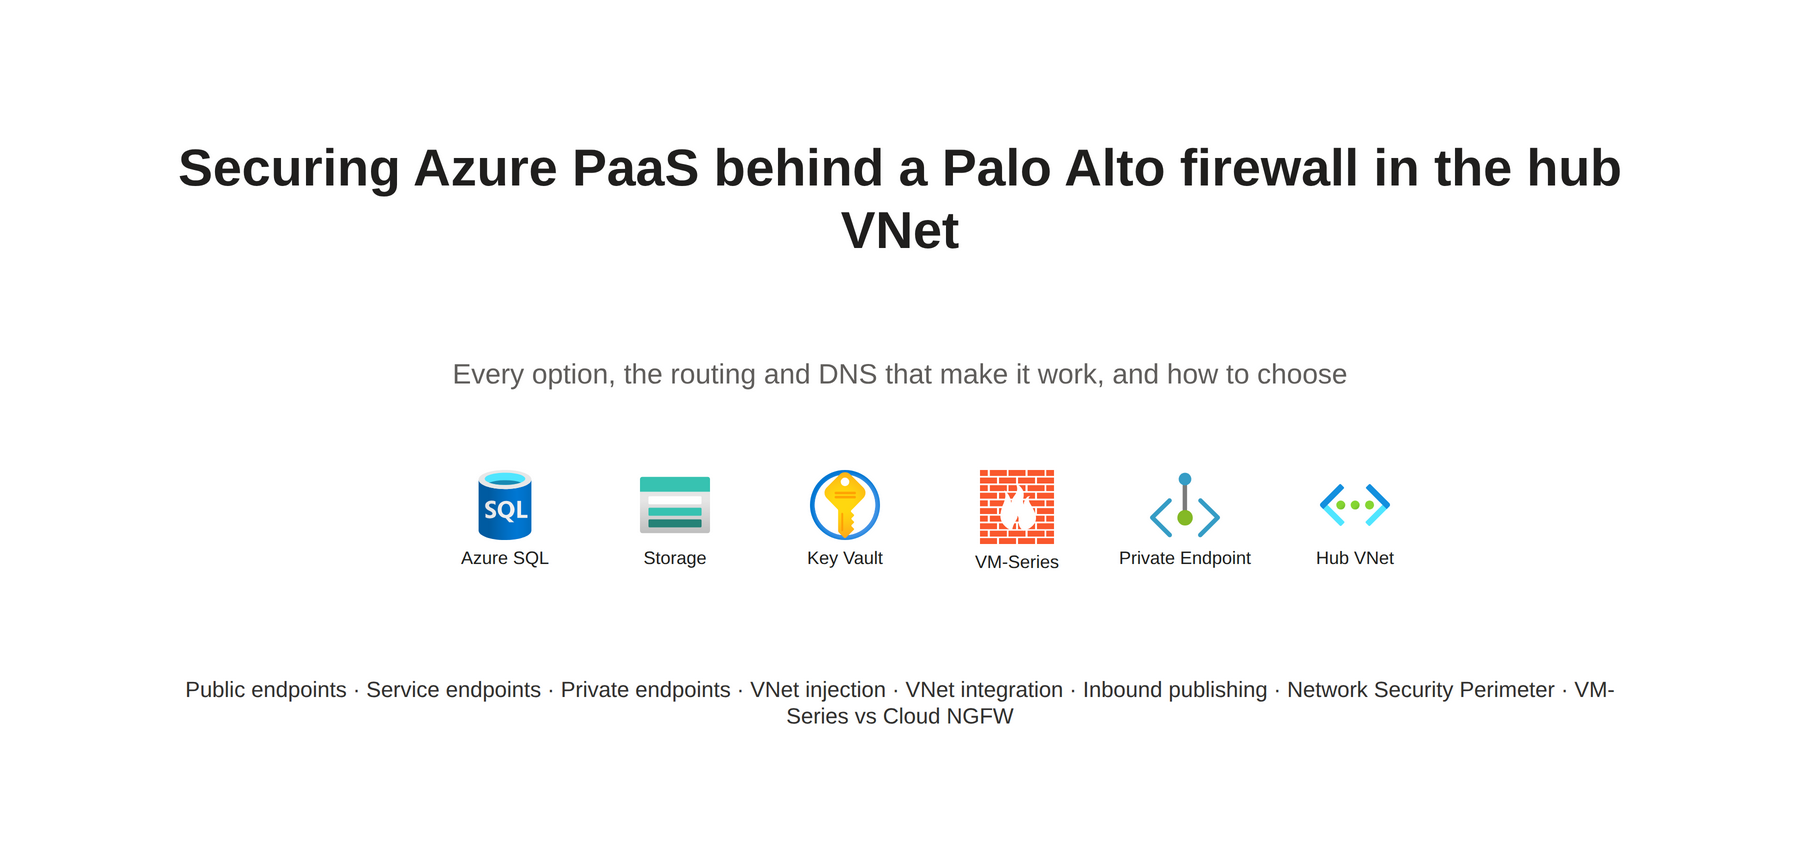 Securing Azure PaaS behind a Palo Alto firewall in the hub
VNet
Every option, the routing and DNS that make it work, and how to choose
SQL
Azure SQL
Storage
Key Vault
VM-Series
Private Endpoint
Hub VNet
Public endpoints · Service endpoints · Private endpoints · VNet injection · VNet integration · Inbound publishing · Network Security Perimeter · VM-
Series vs Cloud NGFW